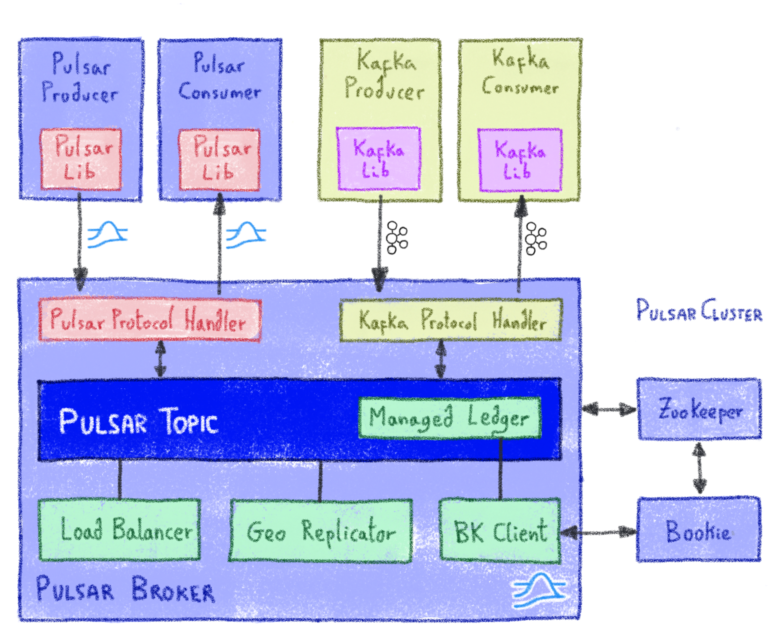 Pulsar
Producer
Pulsar
Lib
Pulsar
Consumer
Pulsar
Lib
Kafka
Producer
Kafka
Lib
Kafka
Consumer
Kafka
Lib
Pulsar Protocol Handler
Kafka Protocol Handler
PULSAR CLUSTER
PULSAR TOPIC
Managed Ledger
Zookeeper
Load Balancer
Geo Replicator
BK Client
Bookie
PULSAR BROKER